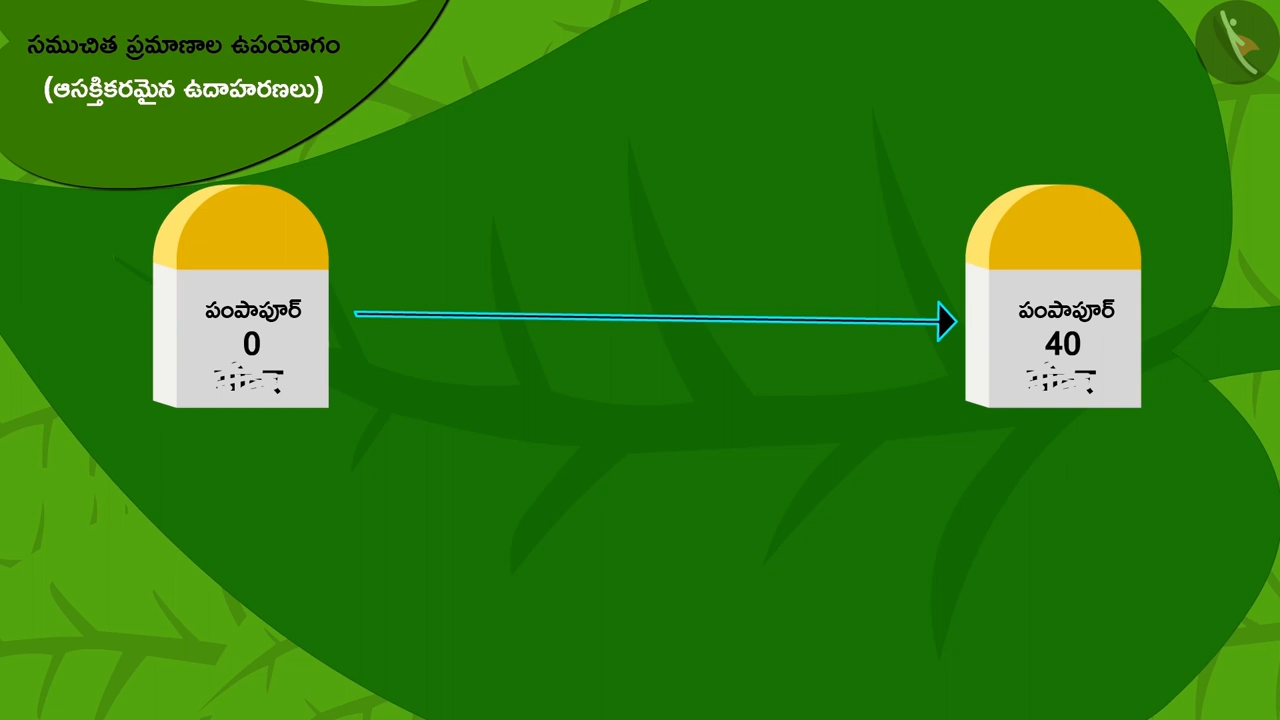 సముచిత ప్రమాణాల ఉపయోగం
(ఆసక్తికరమైన ఉదాహరణలు)
పంపాపూర్
0
పంపాపూర్
40